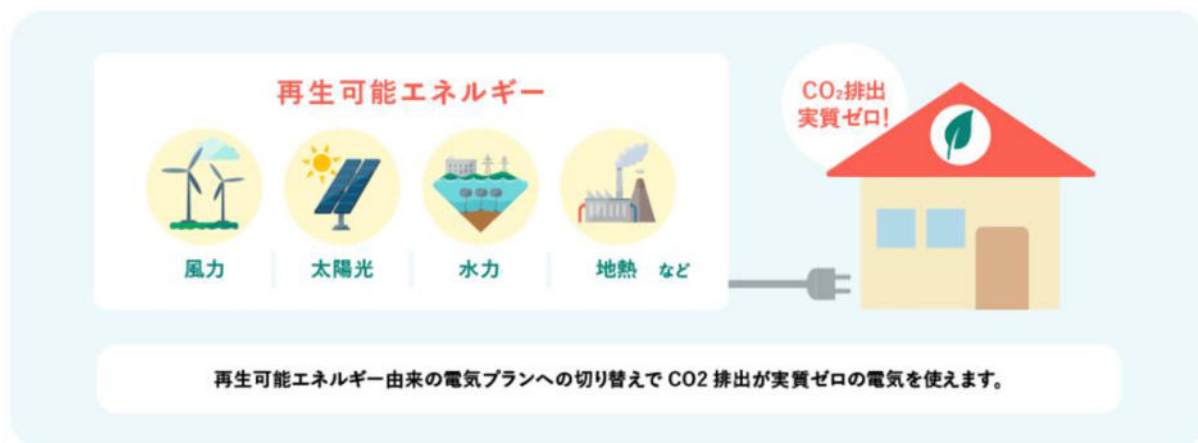 再生可能エネルギー
CO₂排出
実質ゼロ!
風力
太陽光
水力
地熱 など
再生可能エネルギー由来の電気プランへの切り替えで CO2 排出が実質ゼロの電気を使えます。